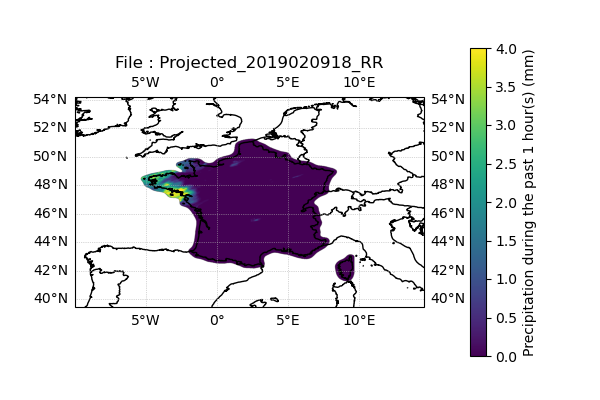 File : Projected_2019020918_RR
5°W 0° 5°E 10°E
54°N 54°N
52°N 52°N
50°N 50°N
48°N 48°N
46°N 46°N
44°N 44°N
42°N 42°N
40°N 40°N
5°W 0° 5°E 10°E
4.0
3.5
3.0
2.5
2.0
1.5
1.0
0.5
0.0
Precipitation during the past 1 hour(s) (mm)